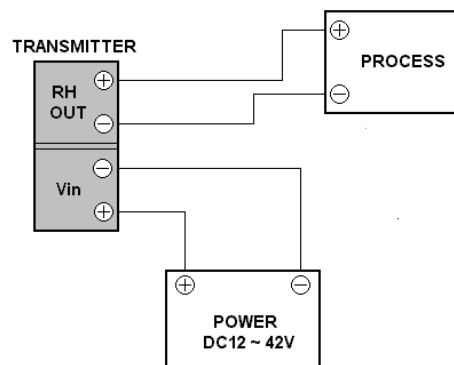 TRANSMITTER
RH
OUT
Vin
PROCESS
POWER
DC12 ~ 42V